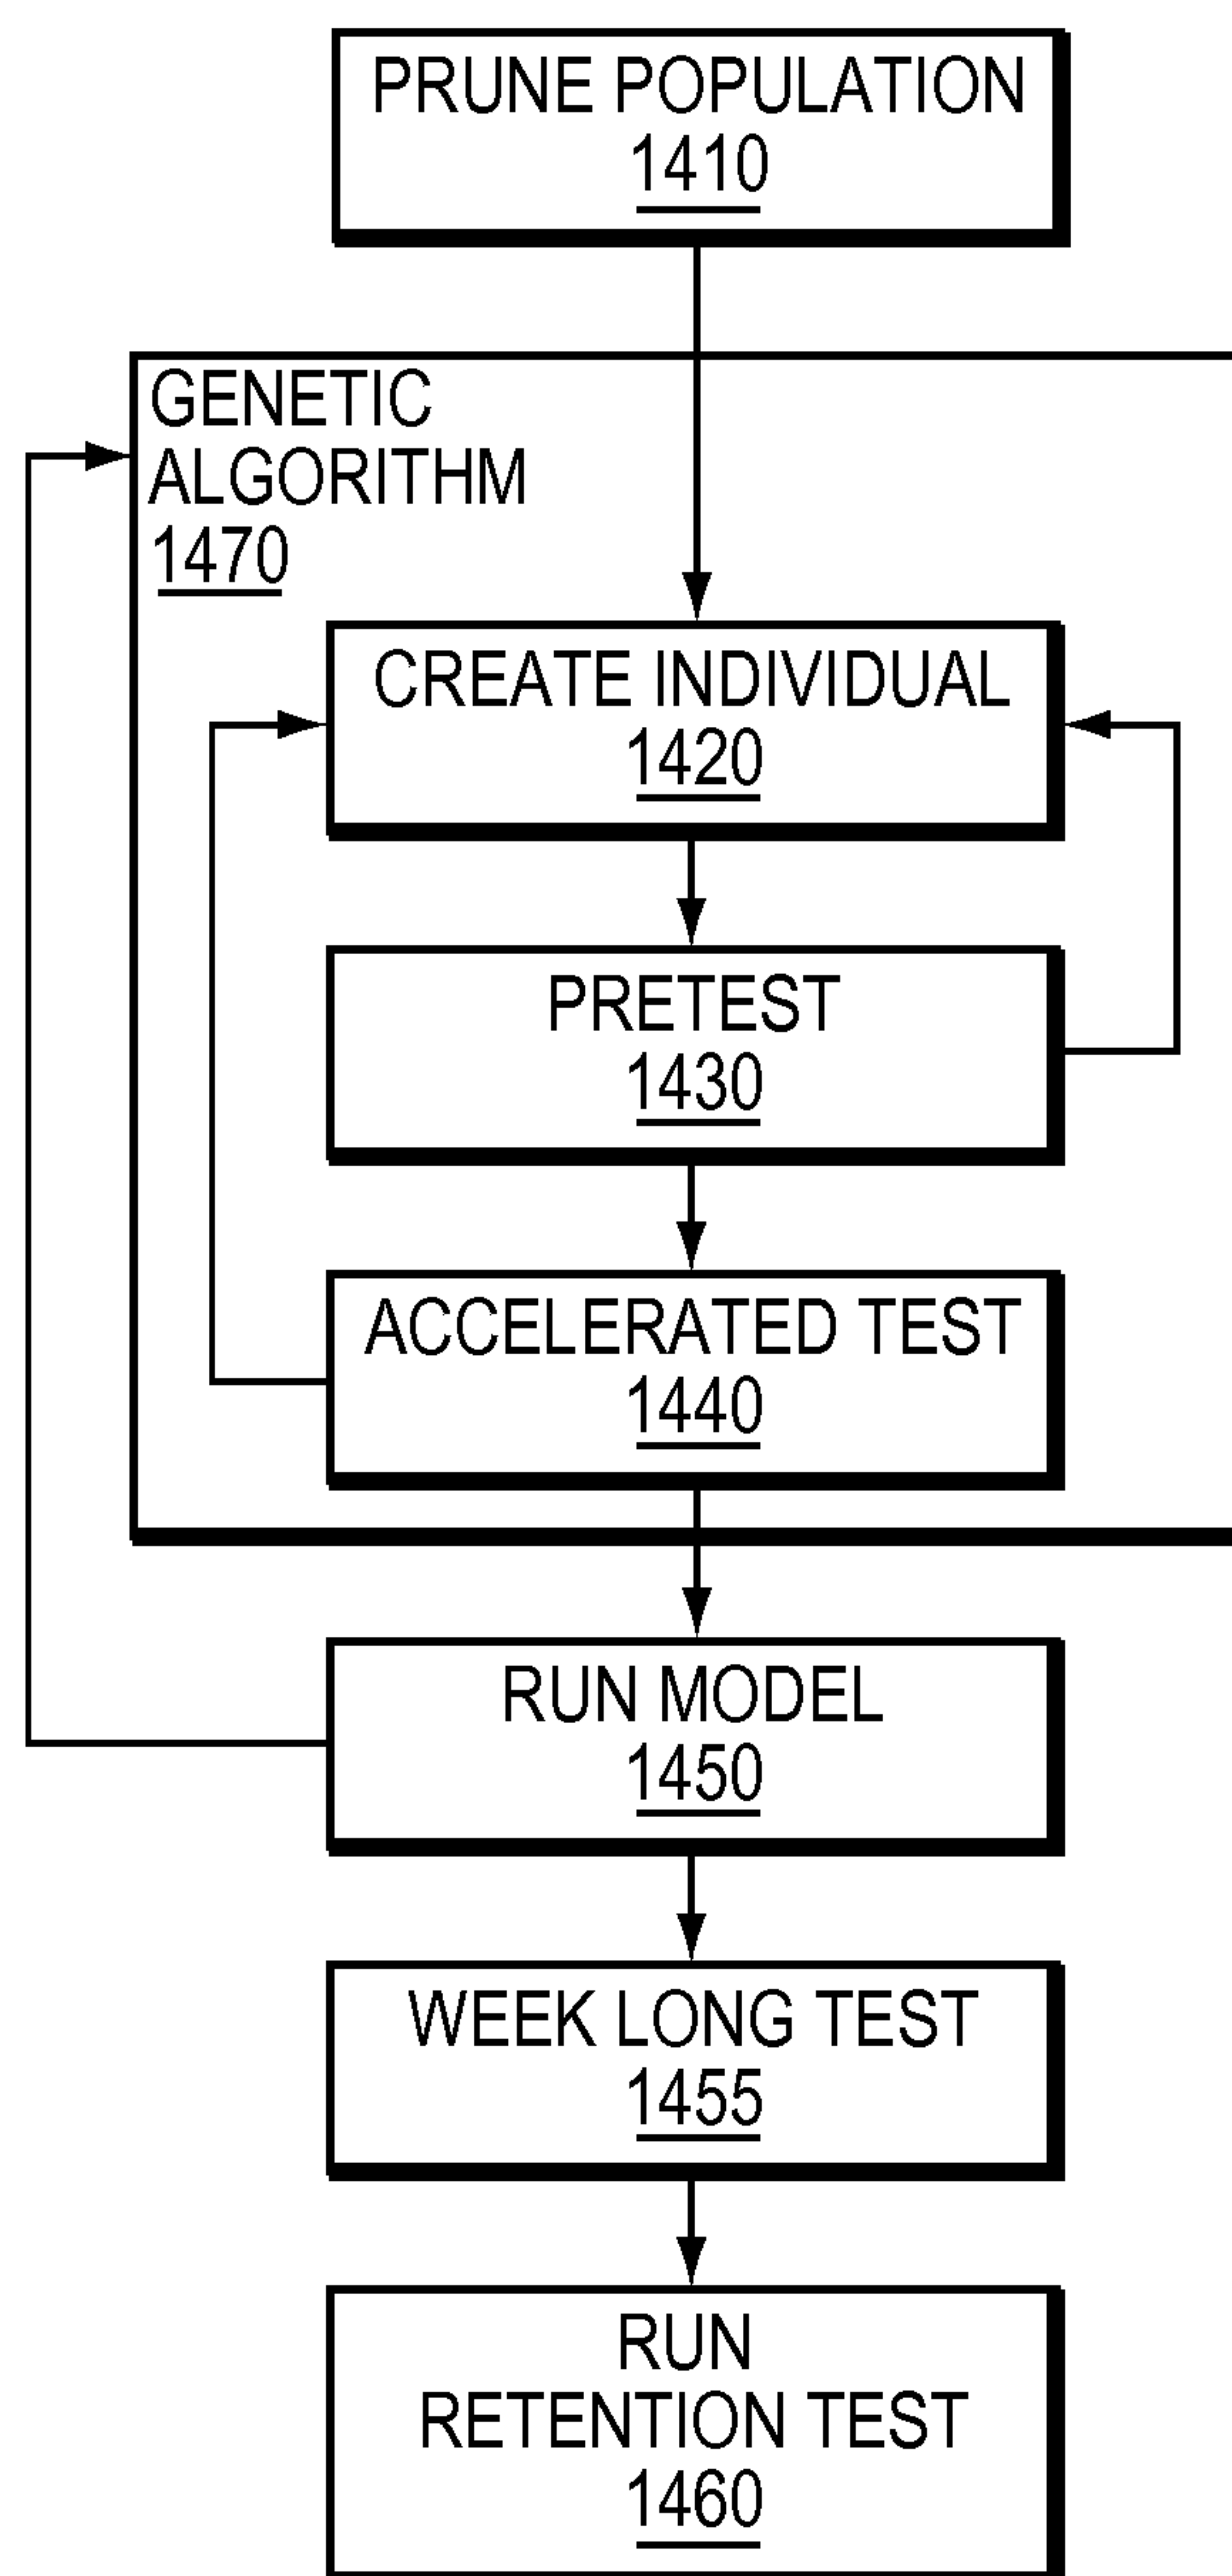 PRUNE POPULATION
1410
GENETIC
ALGORITHM
1470
CREATE INDIVIDUAL
1420
PRETEST
1430
ACCELERATED TEST
1440
RUN MODEL
1450
WEEK LONG TEST
1455
RUN
RETENTION TEST
1460